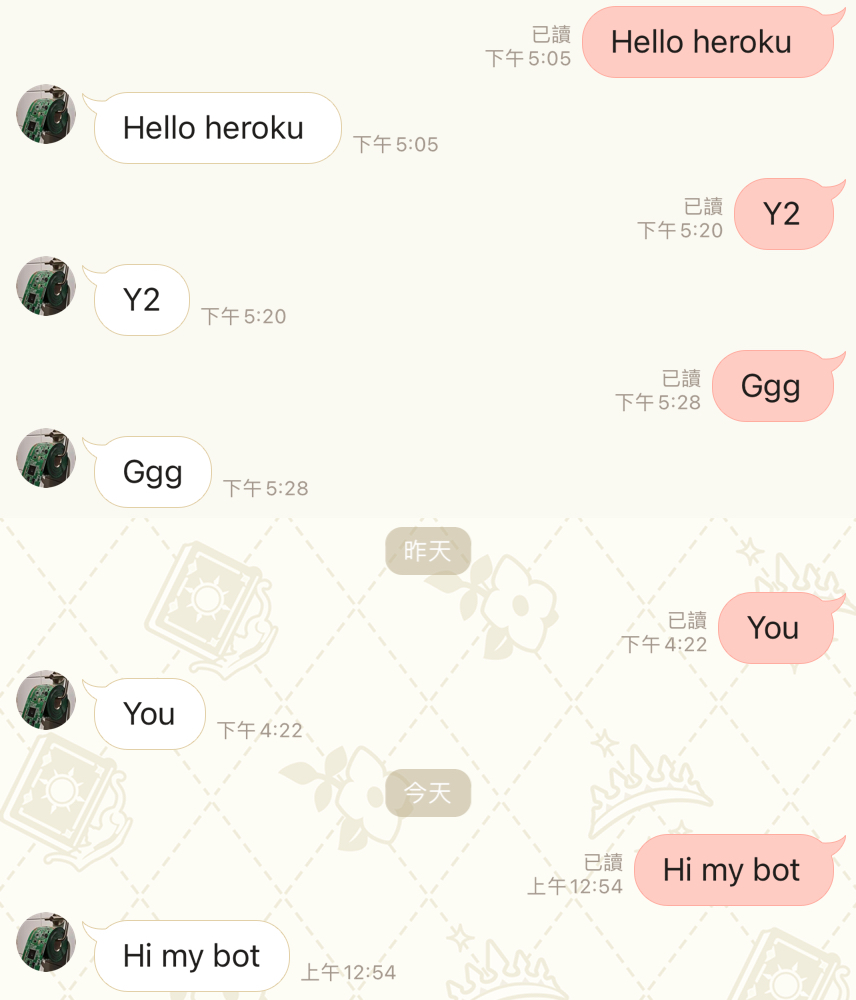 Hello heroku
已讀
下午 5:05
Hello heroku
下午 5:05
Y2
已讀
下午 5:20
Y2
下午 5:20
Ggg
已讀
下午 5:28
Ggg
下午 5:28
昨天
You
已讀
下午 4:22
You
下午 4:22
今天
Hi my bot
已讀
上午 12:54
Hi my bot
上午 12:54